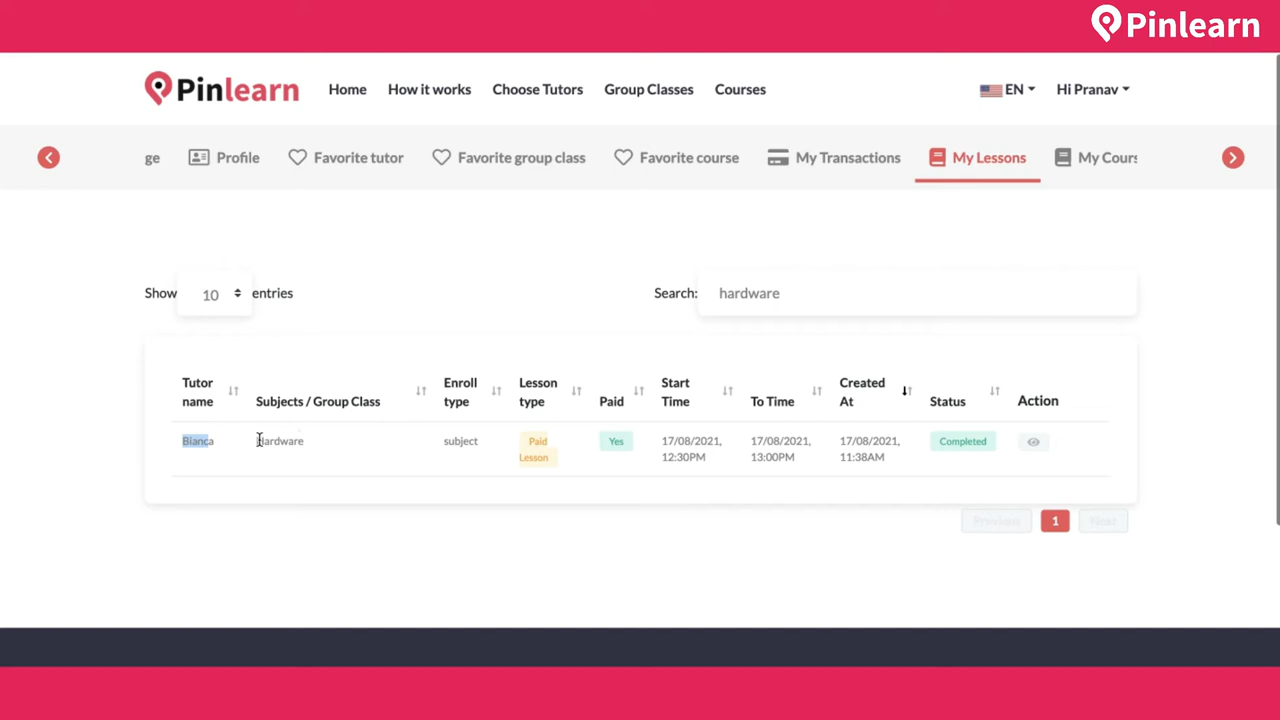 Pinlearn
Pinlearn Home How it works Choose Tutors Group Classes Courses EN Hi Pranav
ge Profile Favorite tutor Favorite group class Favorite course My Transactions My Lessons My Cours
Show 10 entries Search: hardware
Tutor name Subjects / Group Class Enroll type Lesson type Paid Start Time To Time Created At Status Action
Bianca Hardware subject Paid Lesson Yes 17/08/2021, 12:30PM 17/08/2021, 13:00PM 17/08/2021, 11:38AM Completed
Previous 1 Next